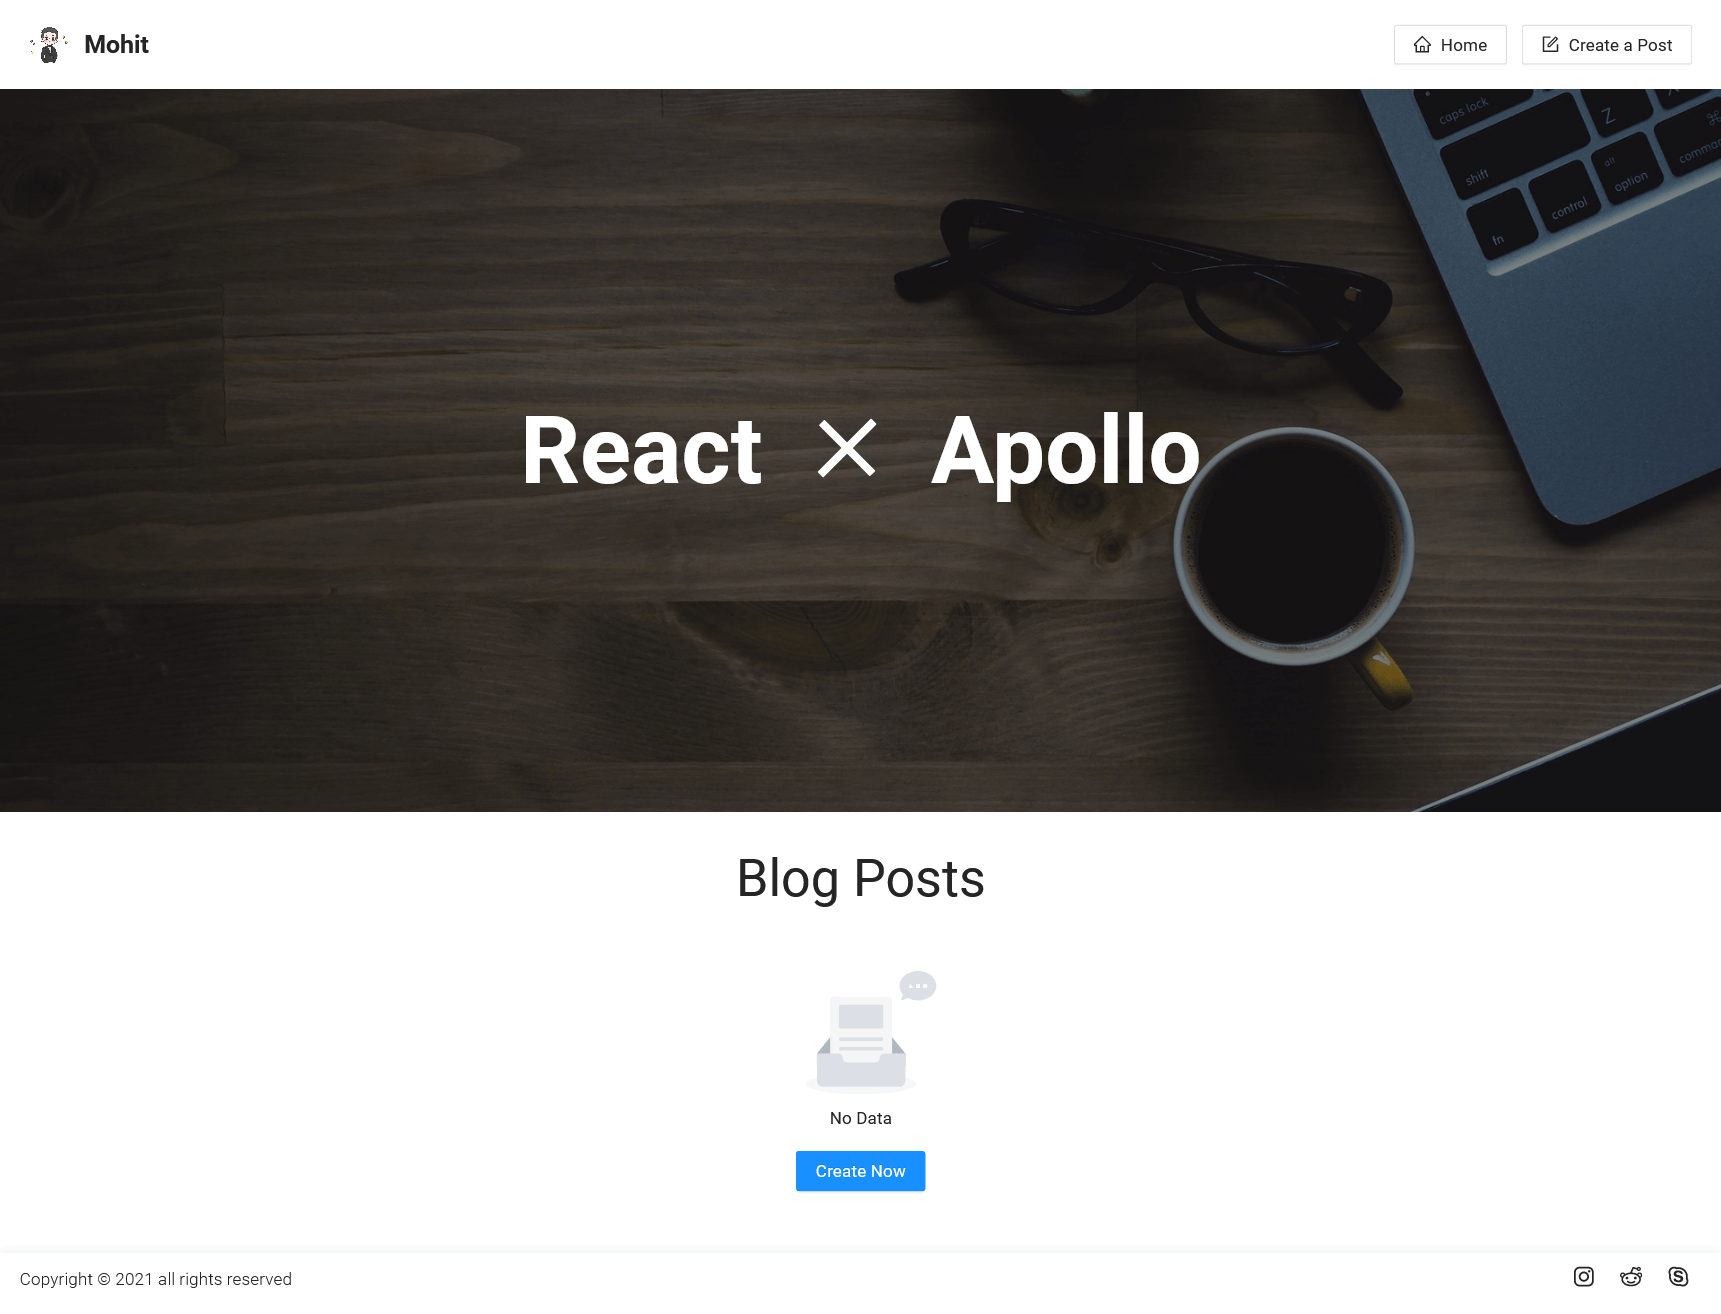 Mohit
Home
Create a Post
caps lock
Z
shift
fn
control
alt
option
⌘
command
React × Apollo
Blog Posts
No Data
Create Now
Copyright © 2021 all rights reserved